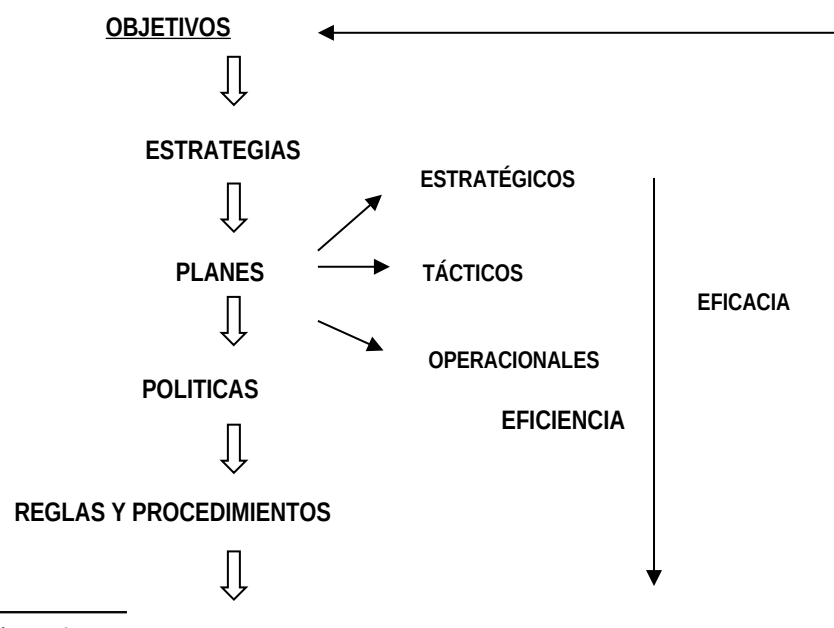 OBJETIVOS
ESTRATEGIAS
ESTRATÉGICOS
PLANES
TÁCTICOS
EFICACIA
OPERACIONALES
POLITICAS
EFICIENCIA
REGLAS Y PROCEDIMIENTOS